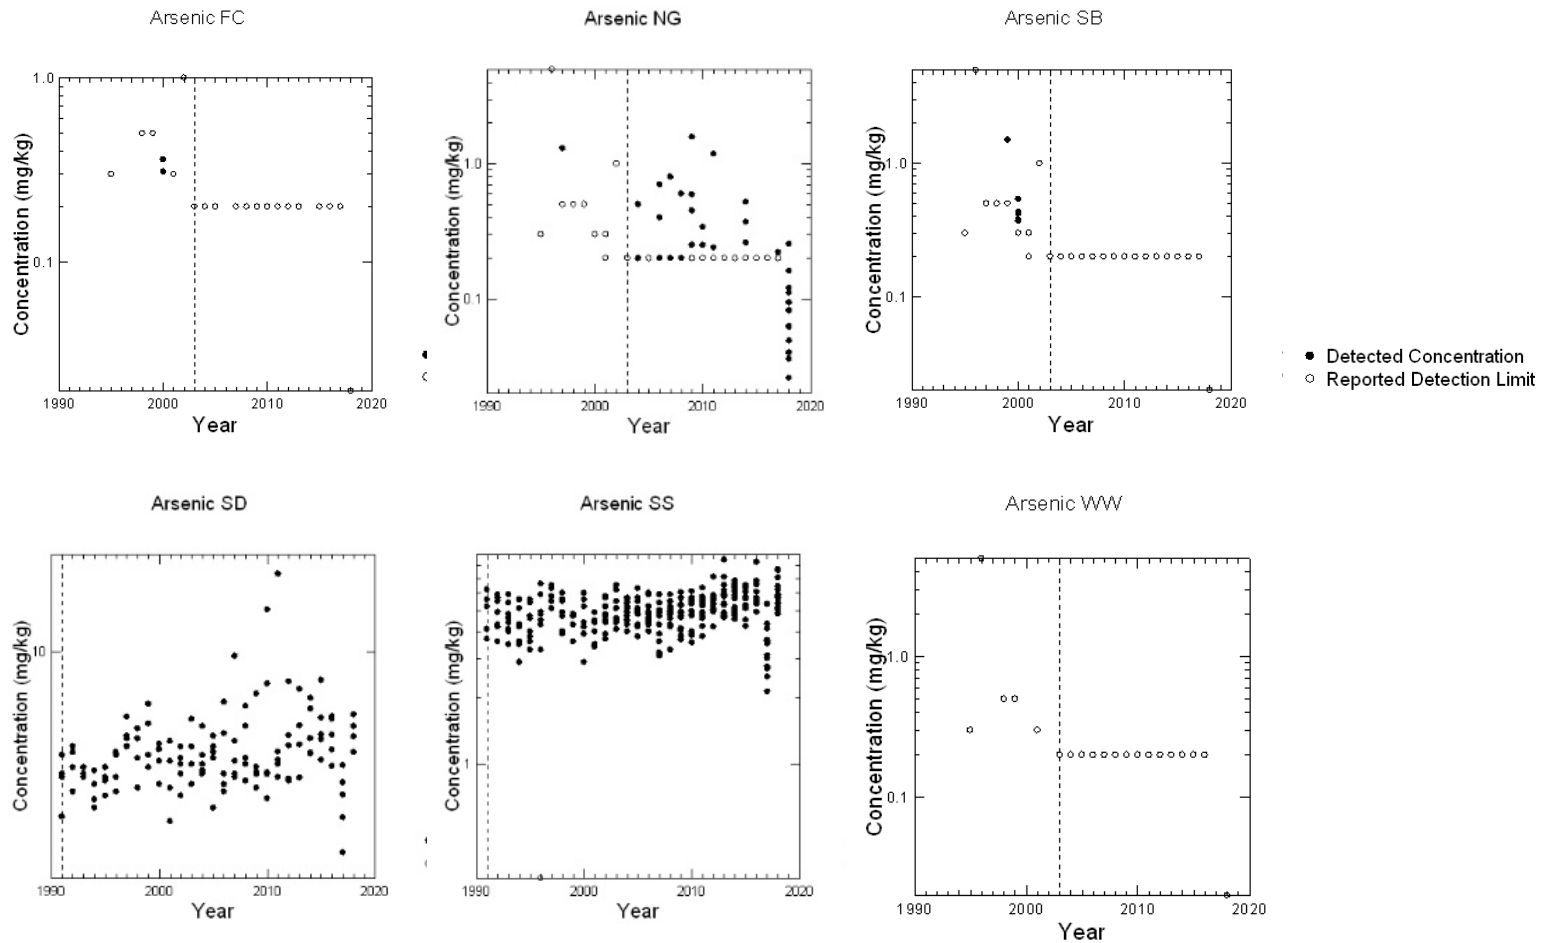 Arsenic FC
Arsenic NG
Arsenic SB
1.0
0.1
Concentration (mg/kg)
1990 2000 2010 2020
Year
1.0
0.1
Concentration (mg/kg)
1990 2000 2010 2020
Year
1.0
0.1
Concentration (mg/kg)
1990 2000 2010 2020
Year
Detected Concentration
Reported Detection Limit
Arsenic SD
Arsenic SS
Arsenic WW
10
Concentration (mg/kg)
1990 2000 2010 2020
Year
1
Concentration (mg/kg)
1990 2000 2010 2020
Year
1.0
0.1
Concentration (mg/kg)
1990 2000 2010 2020
Year